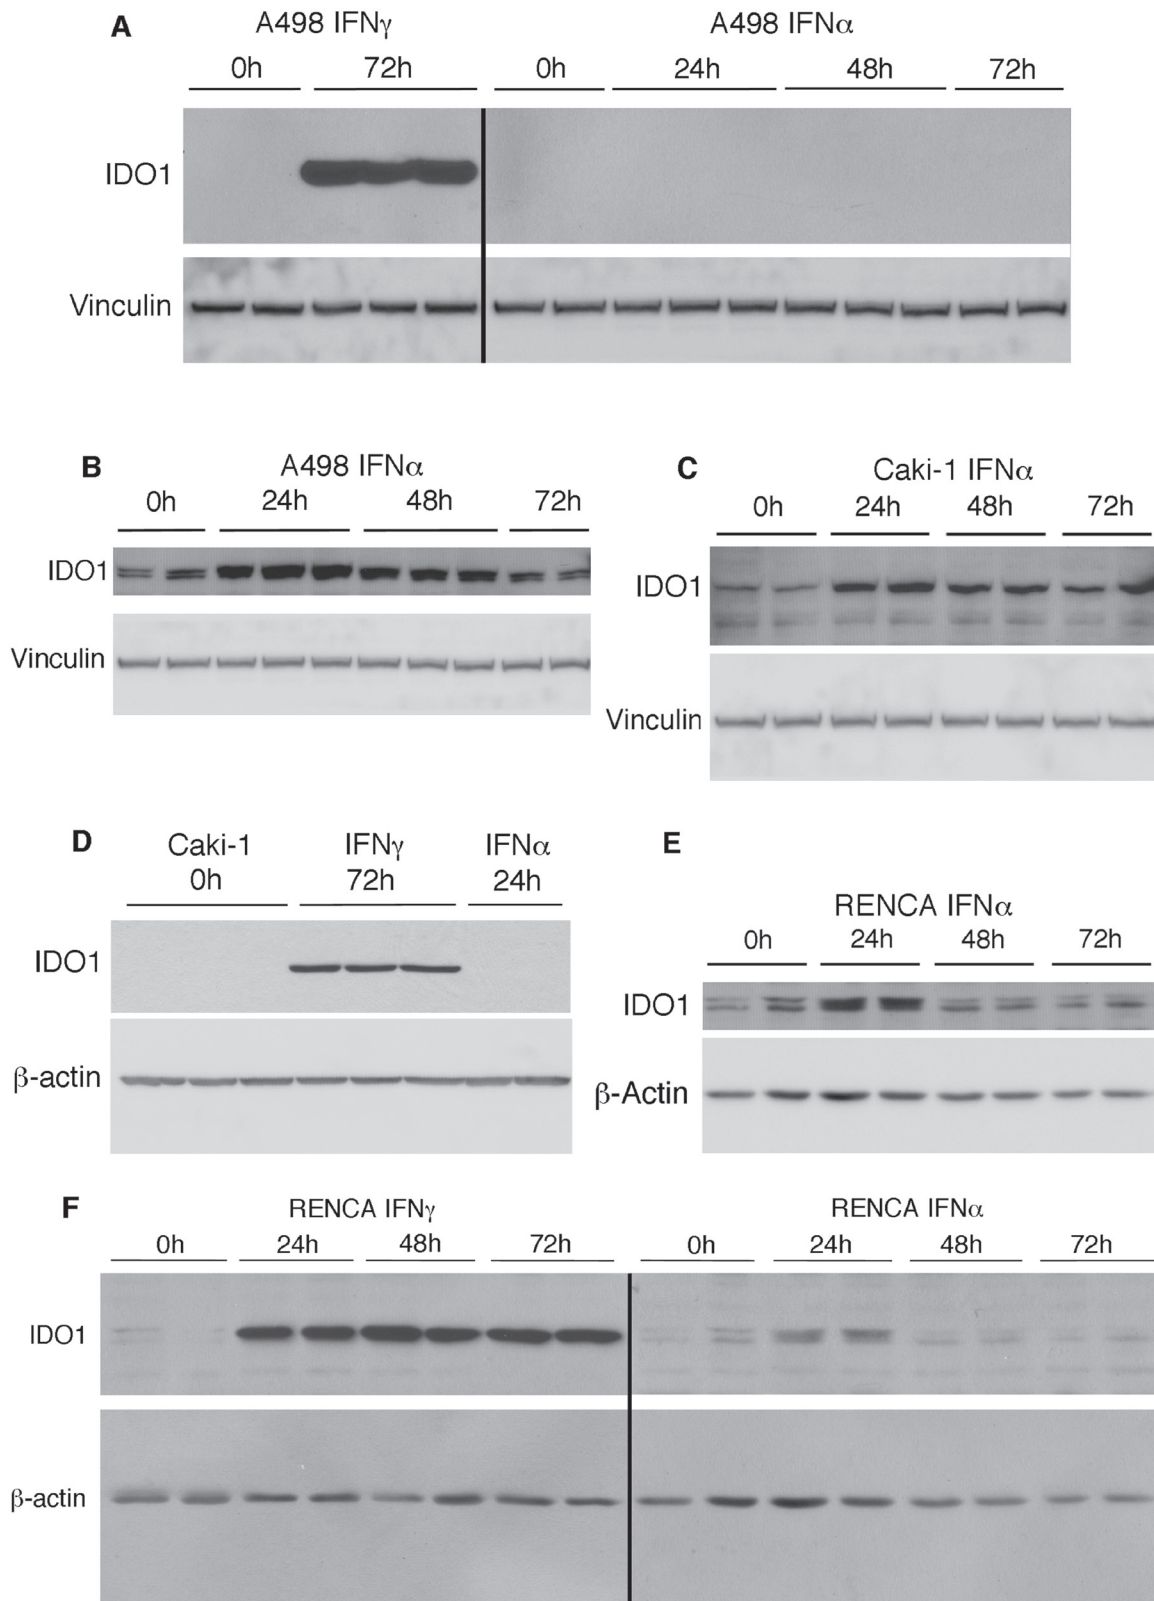 A
A498 IFNγ
A498 IFNα
0h 72h 0h 24h 48h 72h
IDO1
Vinculin
B
A498 IFNα
0h 24h 48h 72h
IDO1
Vinculin
C
Caki-1 IFNα
0h 24h 48h 72h
IDO1
Vinculin
D
Caki-1 IFNγ IFNα
0h 72h 24h
IDO1
β-actin
E
RENCA IFNα
0h 24h 48h 72h
IDO1
β-Actin
F
RENCA IFNγ
RENCA IFNα
0h 24h 48h 72h 0h 24h 48h 72h
IDO1
β-actin